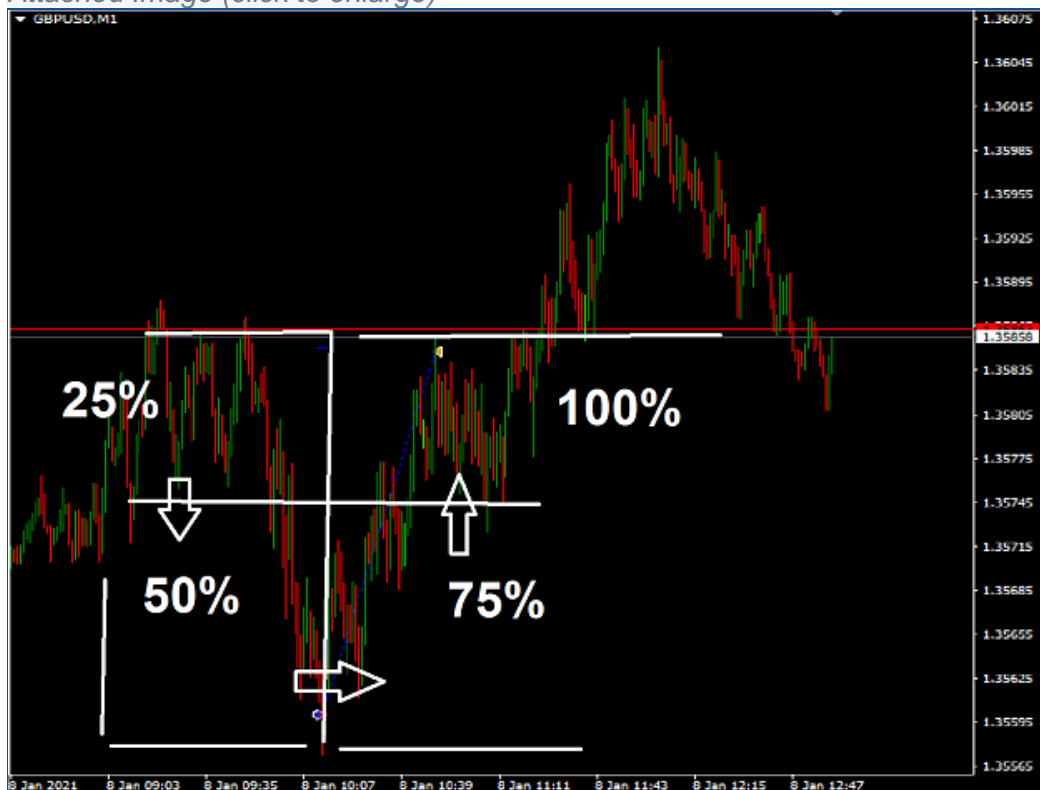 Attached Image (click to enlarge)
GBPUSD,M1
1.36075
1.36045
1.36015
1.35985
1.35955
1.35925
1.35895
1.35858
1.35835
1.35805
1.35775
1.35745
1.35715
1.35685
1.35655
1.35625
1.35595
1.35565
25%
100%
50%
75%
8 Jan 2021
8 Jan 09:03
8 Jan 09:35
8 Jan 10:07
8 Jan 10:39
8 Jan 11:11
8 Jan 11:43
8 Jan 12:15
8 Jan 12:47